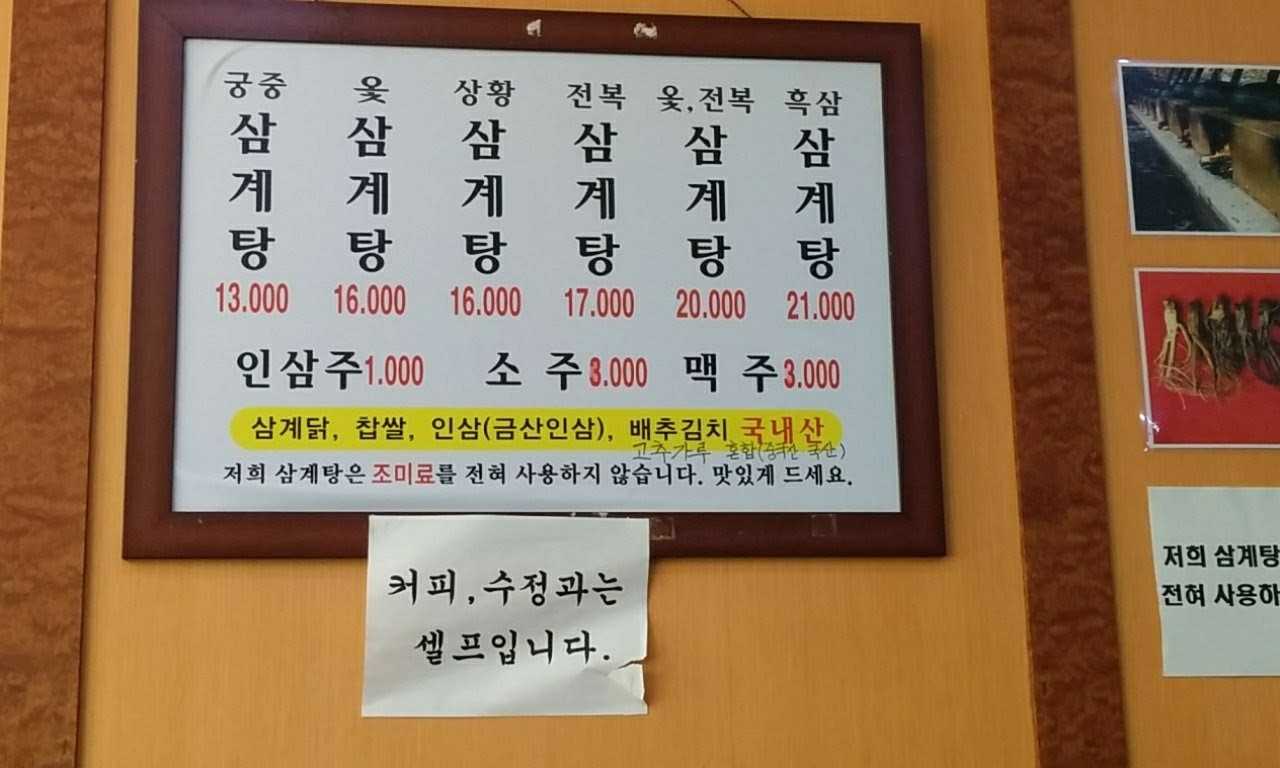 궁중 삼계탕 13.000
옻 삼계탕 16.000
상황 삼계탕 16.000
전복 삼계탕 17.000
옻,전복 삼계탕 20.000
흑삼 삼계탕 21.000
인삼주 1.000 소주 3.000 맥주 3.000
삼계닭, 찹쌀, 인삼(금산인삼), 배추김치 국내산
고추가루 혼합(중국산 국산)
저희 삼계탕은 조미료를 전혀 사용하지 않습니다. 맛있게 드세요.
커피,수정과는
셀프입니다.
저희 삼계탕
전혀 사용하